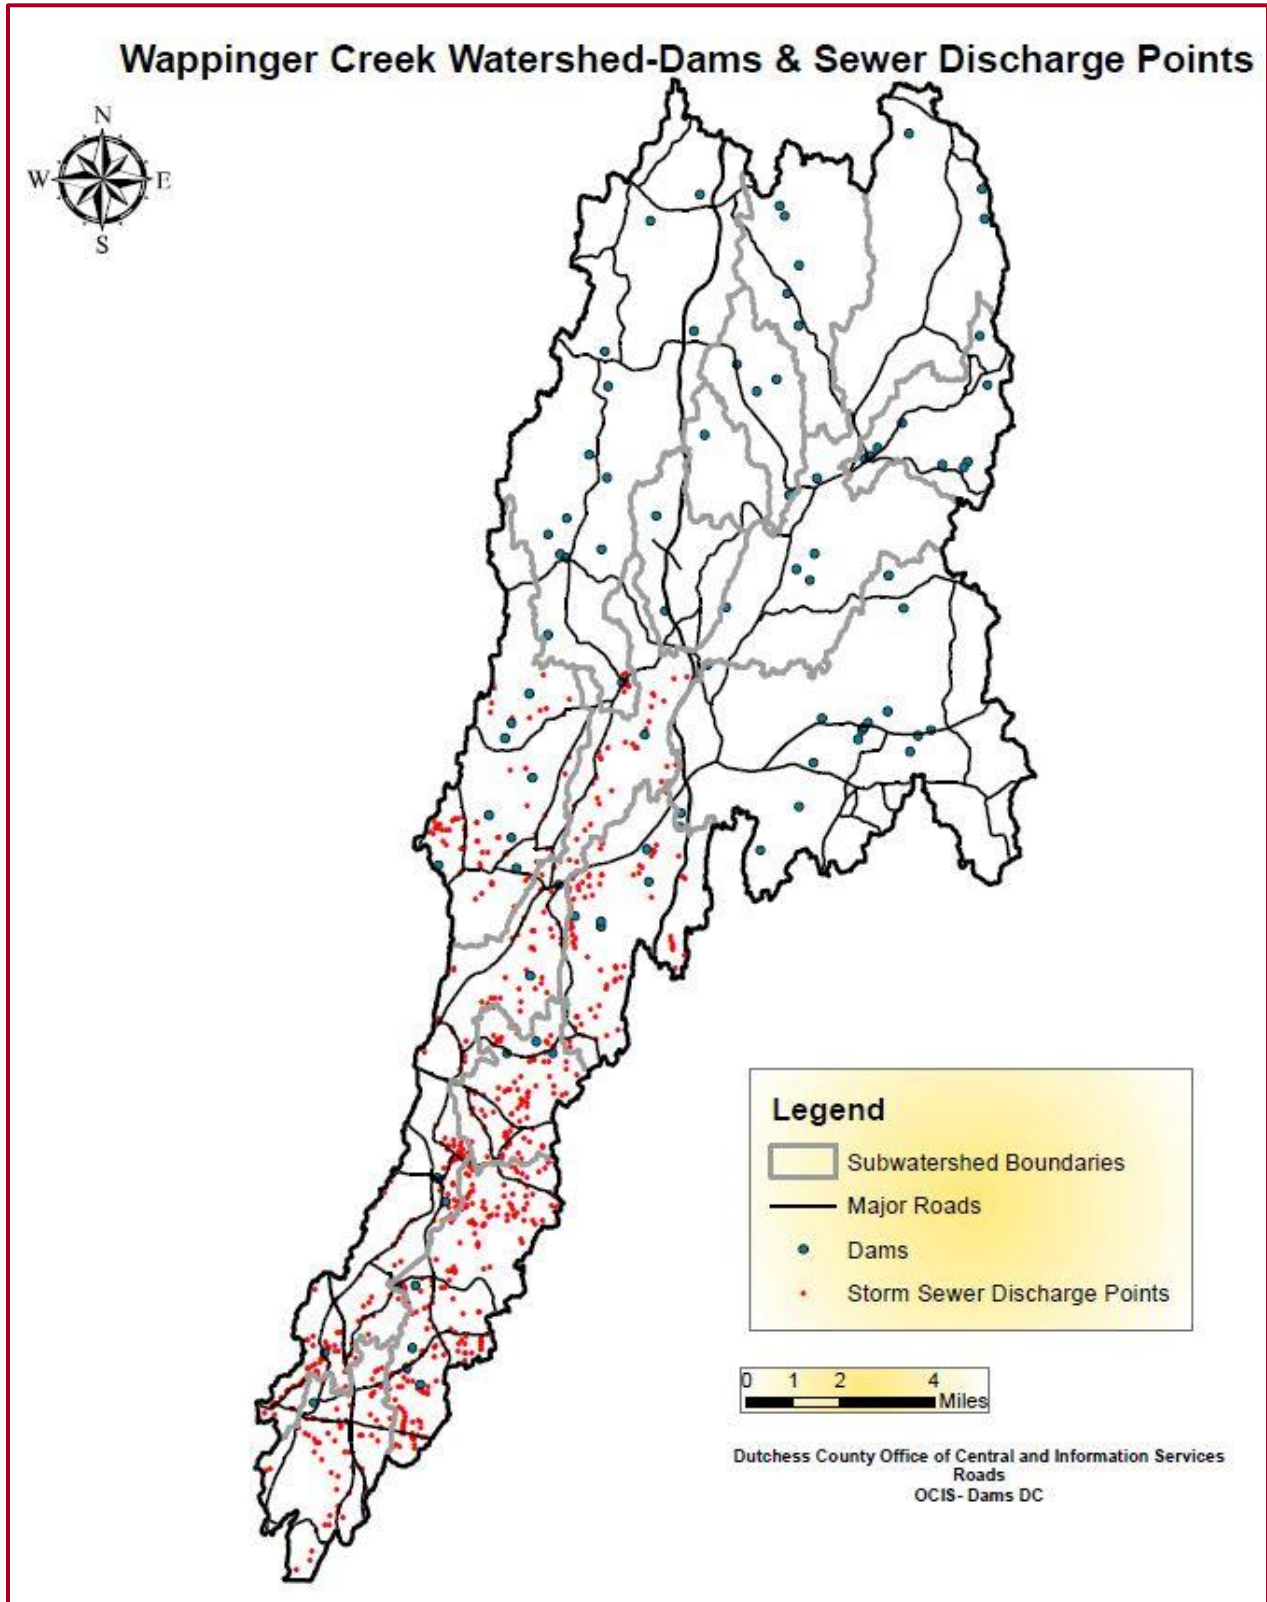 Wappinger Creek Watershed-Dams & Sewer Discharge Points
N
W E
S
Legend
Subwatershed Boundaries
Major Roads
Dams
Storm Sewer Discharge Points
0 1 2 4
Miles
Dutchess County Office of Central and Information Services
Roads
OCIS- Dams DC